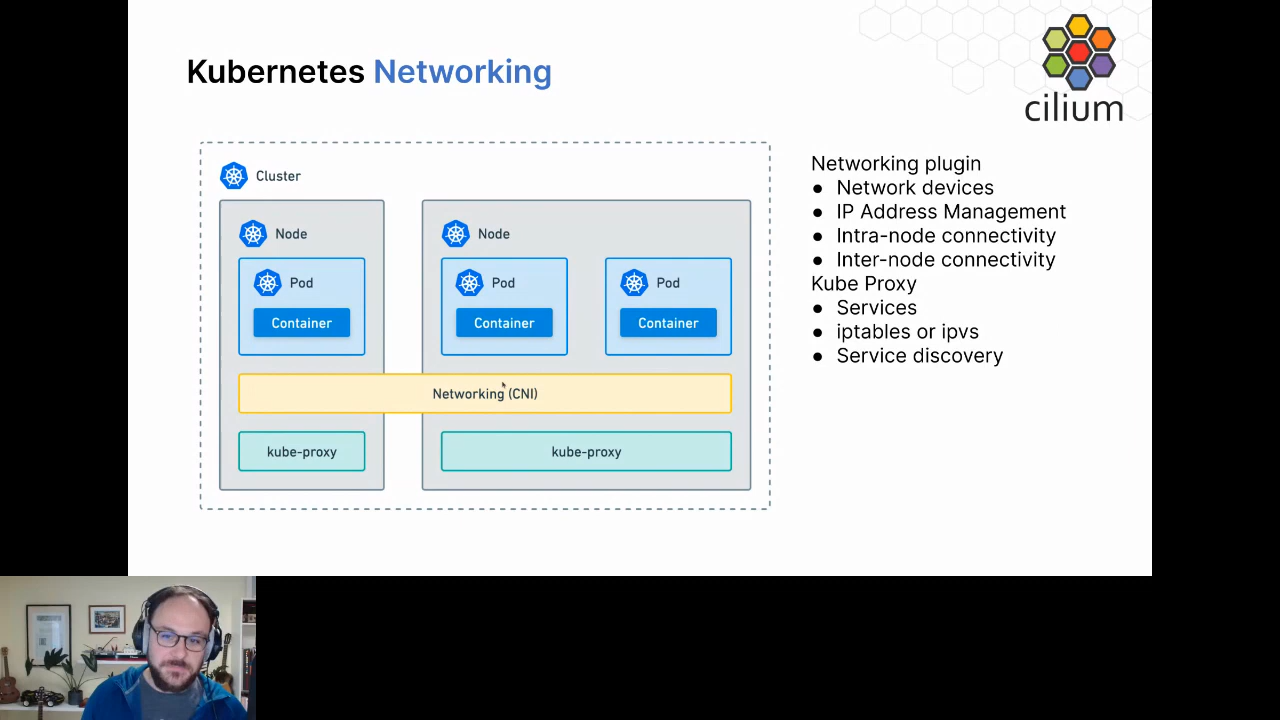 Kubernetes Networking
cilium
Cluster
Node
Pod
Container
Node
Pod
Container
Pod
Container
Networking (CNI)
kube-proxy
kube-proxy
Networking plugin
● Network devices
● IP Address Management
● Intra-node connectivity
● Inter-node connectivity
Kube Proxy
● Services
● iptables or ipvs
● Service discovery